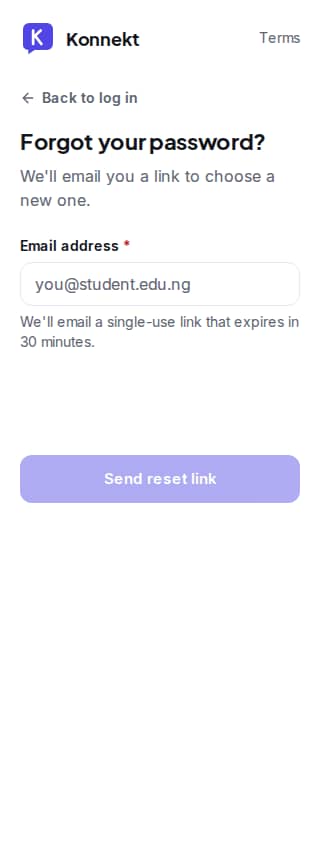 Konnekt
Terms
← Back to log in
Forgot your password?
We'll email you a link to choose a
new one.
Email address *
you@student.edu.ng
We'll email a single-use link that expires in
30 minutes.
Send reset link